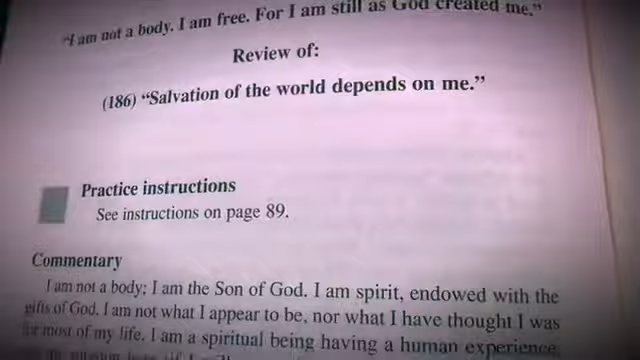 "I am not a body. I am free. For I am still as God created me."
Review of:
(186) "Salvation of the world depends on me."
Practice instructions
See instructions on page 89.
Commentary
I am not a body; I am the Son of God. I am spirit, endowed with the
gifts of God. I am not what I appear to be, nor what I have thought I was
for most of my life. I am a spiritual being having a human experience